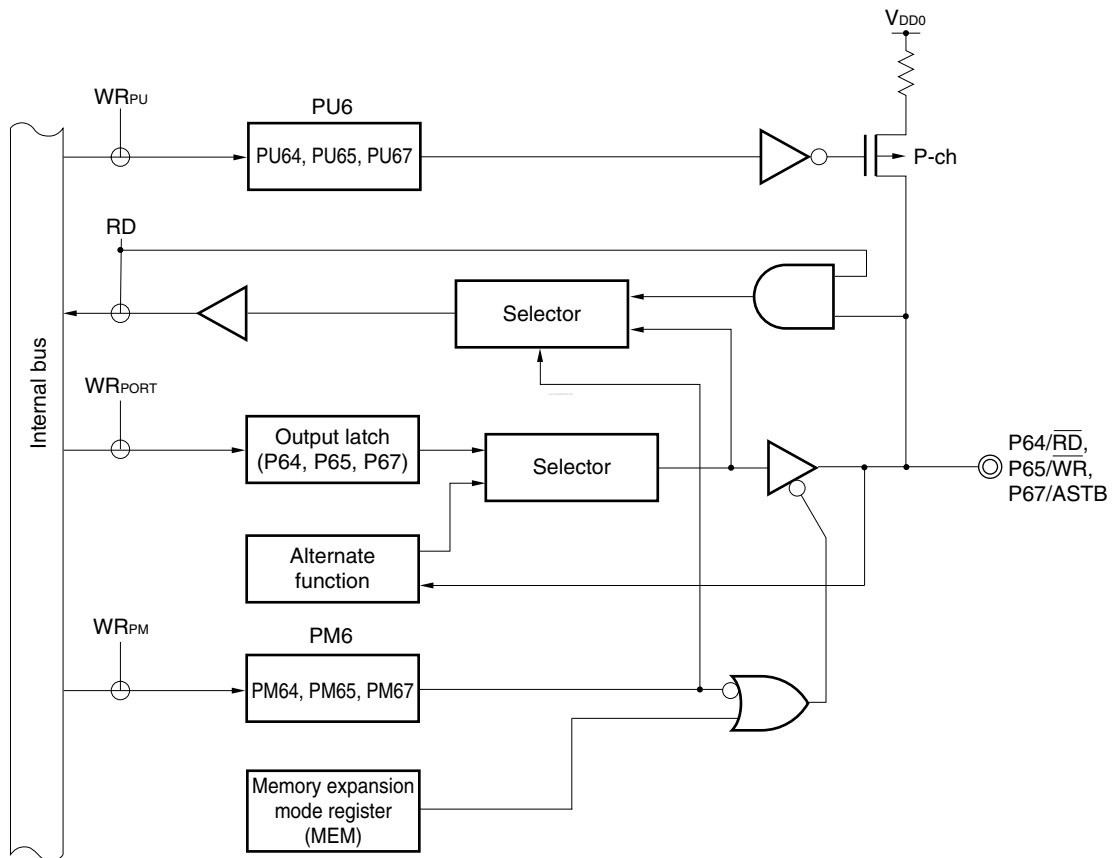 VDD0
WRPU
PU6
PU64, PU65, PU67
P-ch
RD
Selector
Internal bus
WRPORT
Output latch
(P64, P65, P67)
Selector
P64/RD,
P65/WR,
P67/ASTB
Alternate
function
WRPM
PM6
PM64, PM65, PM67
Memory expansion
mode register
(MEM)